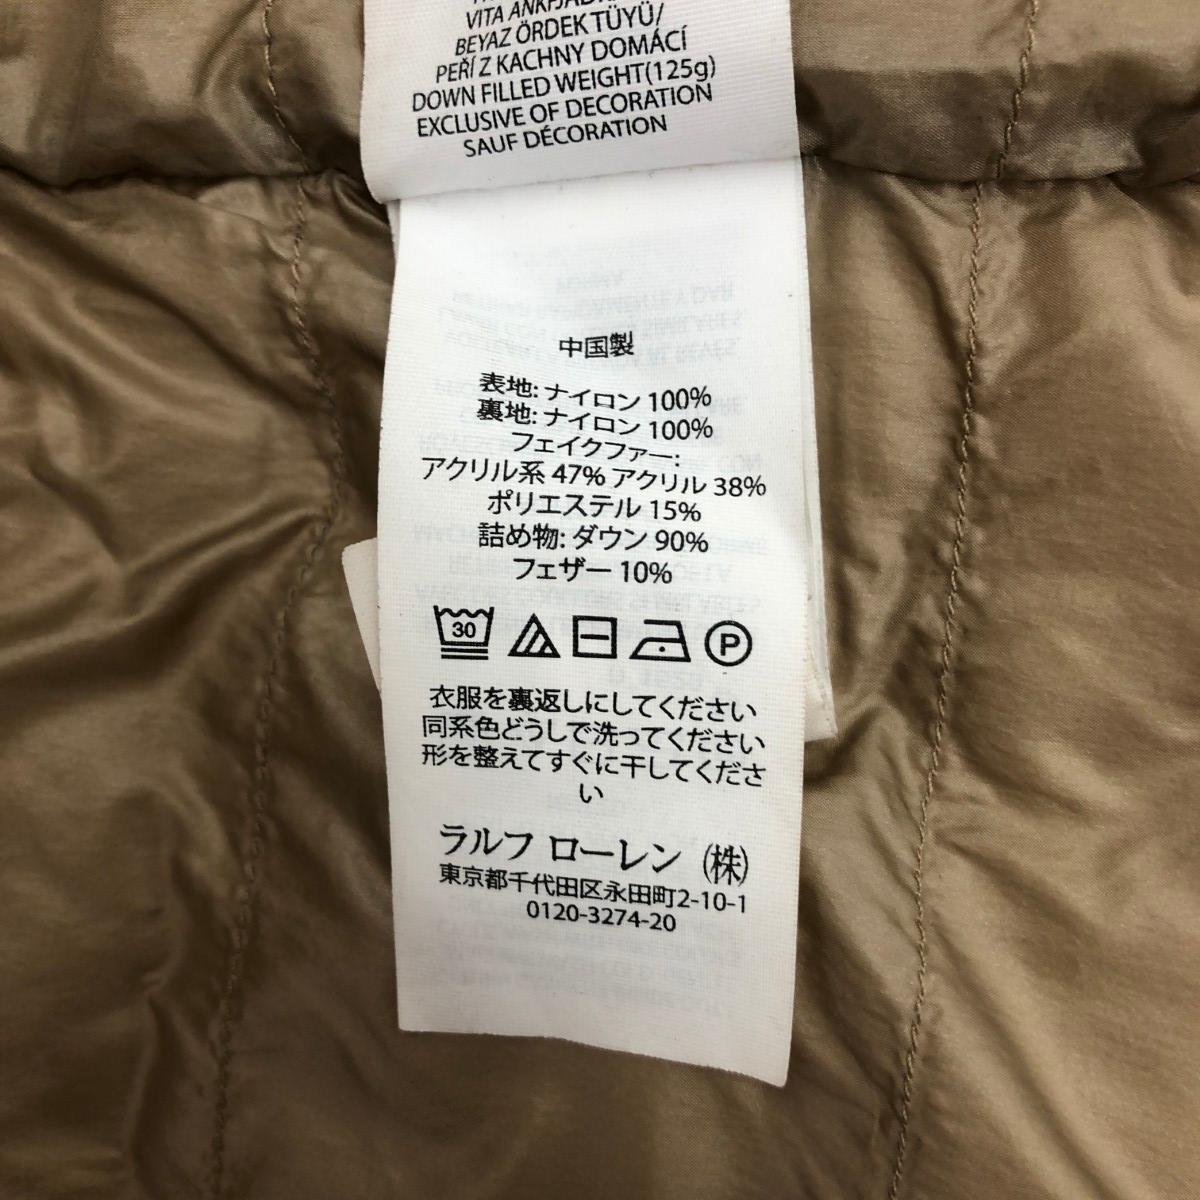 VITA
BEYAZ ÖRDEK TÜYÜ/
PEŘÍ Z KACHNY DOMÁCÍ
DOWN FILLED WEIGHT(125g)
EXCLUSIVE OF DECORATION
SAUF DÉCORATION
中国製
表地: ナイロン 100%
裏地: ナイロン 100%
フェイクファー:
アクリル系 47% アクリル 38%
ポリエステル 15%
詰め物: ダウン 90%
フェザー 10%
30
P
衣服を裏返しにしてください
同系色どうしで洗ってください
形を整えてすぐに干してくださ
い
ラルフ ローレン (株)
東京都千代田区永田町2-10-1
0120-3274-20